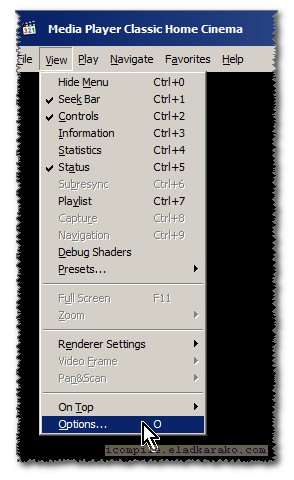 Media Player Classic Home Cinema
File View Play Navigate Favorites Help
Hide Menu Ctrl+0
Seek Bar Ctrl+1
Controls Ctrl+2
Information Ctrl+3
Statistics Ctrl+4
Status Ctrl+5
Subresync Ctrl+6
Playlist Ctrl+7
Capture Ctrl+8
Navigation Ctrl+9
Debug Shaders
Presets...
Full Screen F11
Zoom
Renderer Settings
Video Frame
Pan&Scan
On Top
Options... O
icompile.eladkarako.com